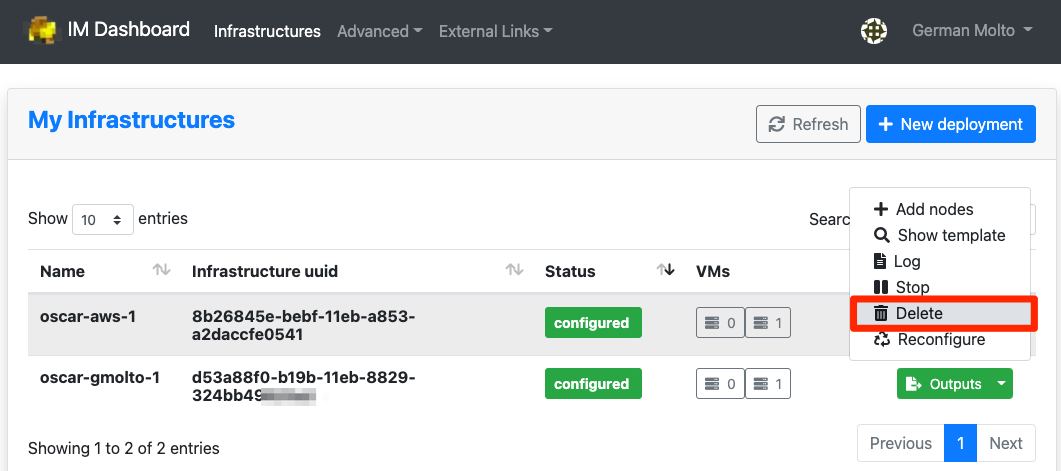 IM Dashboard Infrastructures Advanced External Links German Molto
My Infrastructures
Refresh
New deployment
Show 10 entries
Searc
Add nodes
Show template
Log
Stop
Delete
Reconfigure
Name Infrastructure uuid Status VMs
oscar-aws-1 8b26845e-bebf-11eb-a853- configured 0 1
a2daccfe0541
oscar-gmolto-1 d53a88f0-b19b-11eb-8829- configured 0 1 Outputs
324bb49
Showing 1 to 2 of 2 entries
Previous 1 Next